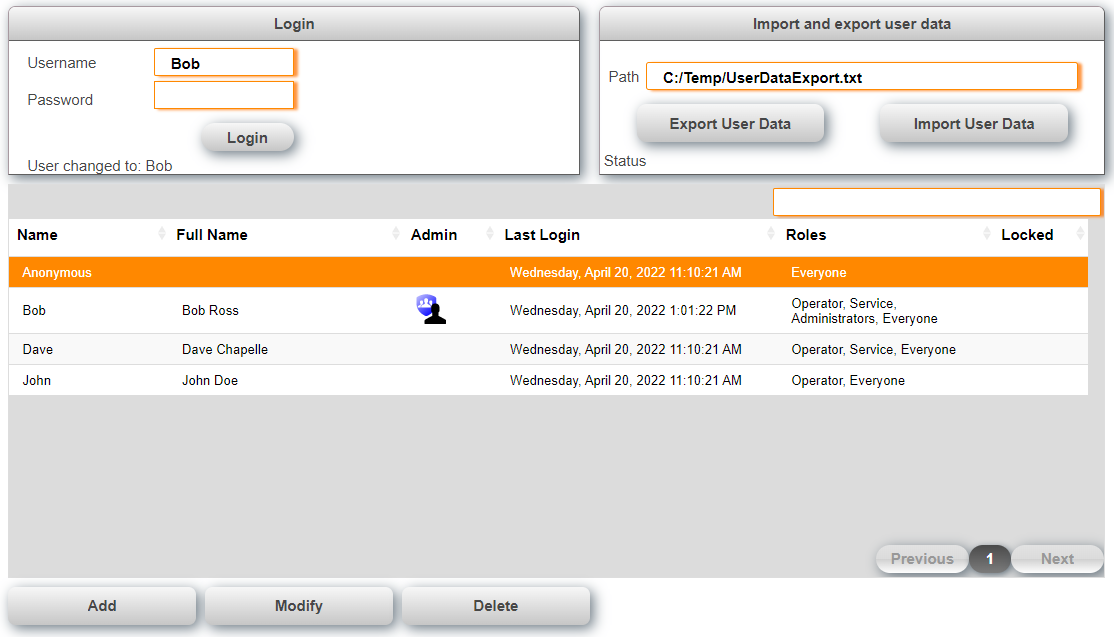 Login
Username
Bob
Password
Login
User changed to: Bob
Import and export user data
Path
C:/Temp/UserDataExport.txt
Export User Data
Import User Data
Status
Name Full Name Admin Last Login Roles Locked
Anonymous Wednesday, April 20, 2022 11:10:21 AM Everyone
Bob Bob Ross Wednesday, April 20, 2022 1:01:22 PM Operator, Service,
Administrators, Everyone
Dave Dave Chapelle Wednesday, April 20, 2022 11:10:21 AM Operator, Service, Everyone
John John Doe Wednesday, April 20, 2022 11:10:21 AM Operator, Everyone
Previous 1 Next
Add Modify Delete